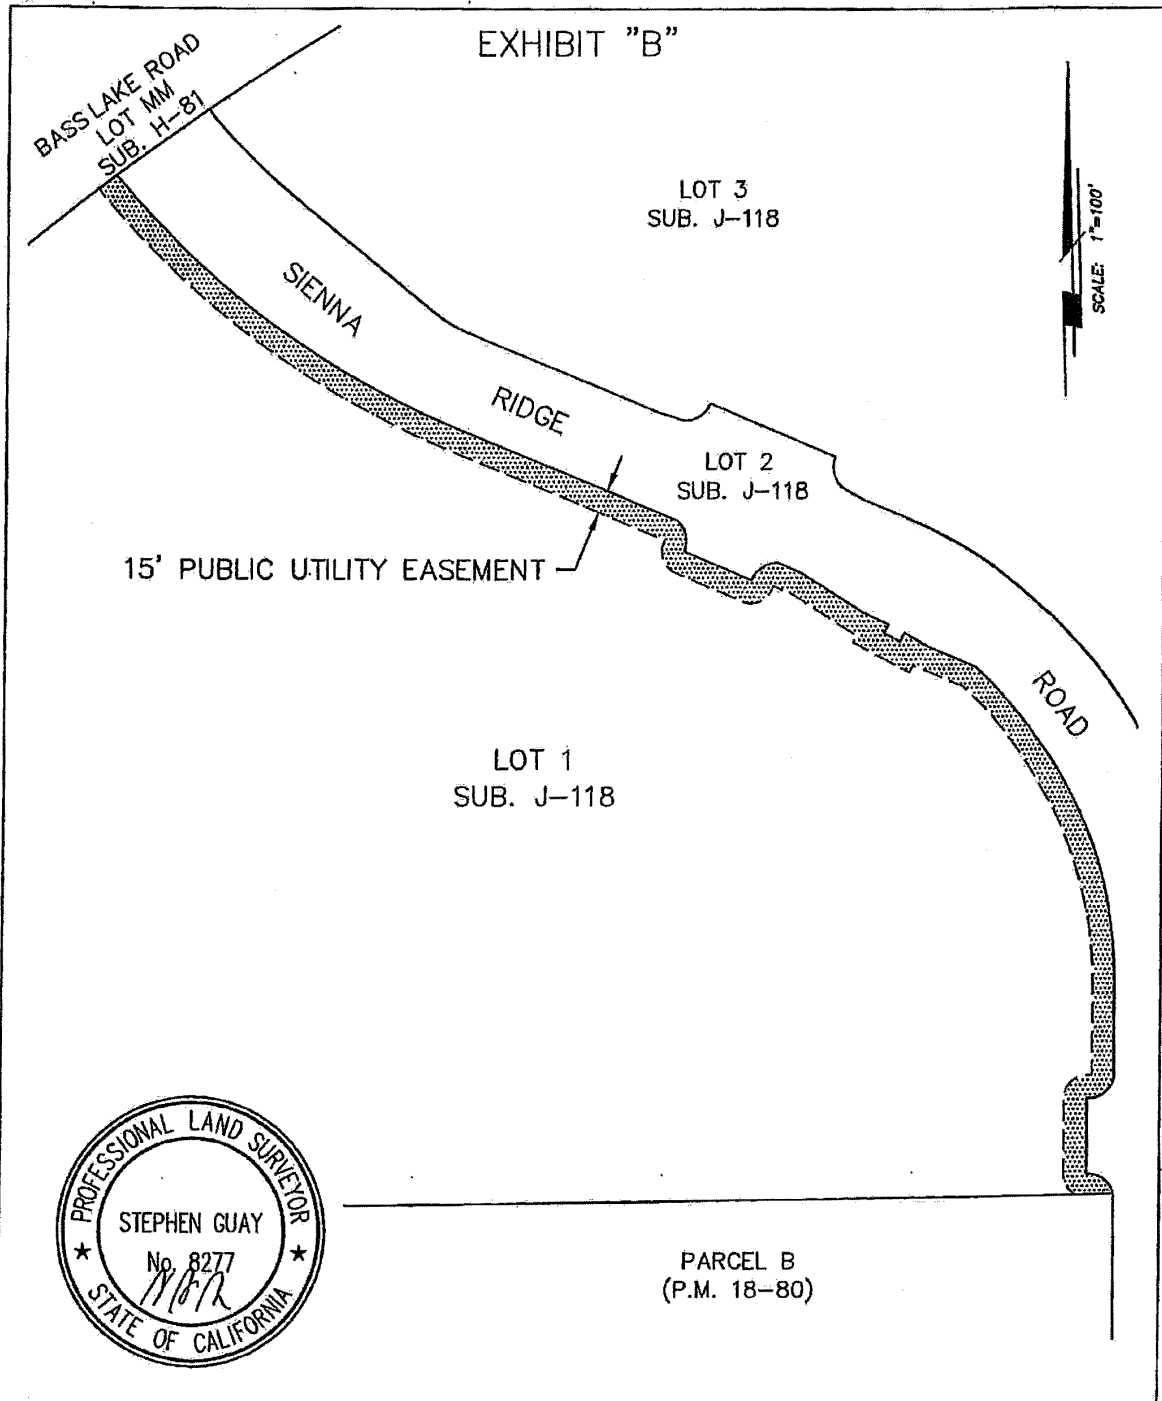 EXHIBIT "B"
BASS LAKE ROAD
LOT MM
SUB. H-81
LOT 3
SUB. J-118
SCALE: 1"=100'
SIENNA
RIDGE
LOT 2
SUB. J-118
15' PUBLIC UTILITY EASEMENT
ROAD
LOT 1
SUB. J-118
PROFESSIONAL LAND SURVEYOR
STEPHEN GUAY
No. 8277
STATE OF CALIFORNIA
PARCEL B
(P.M. 18-80)